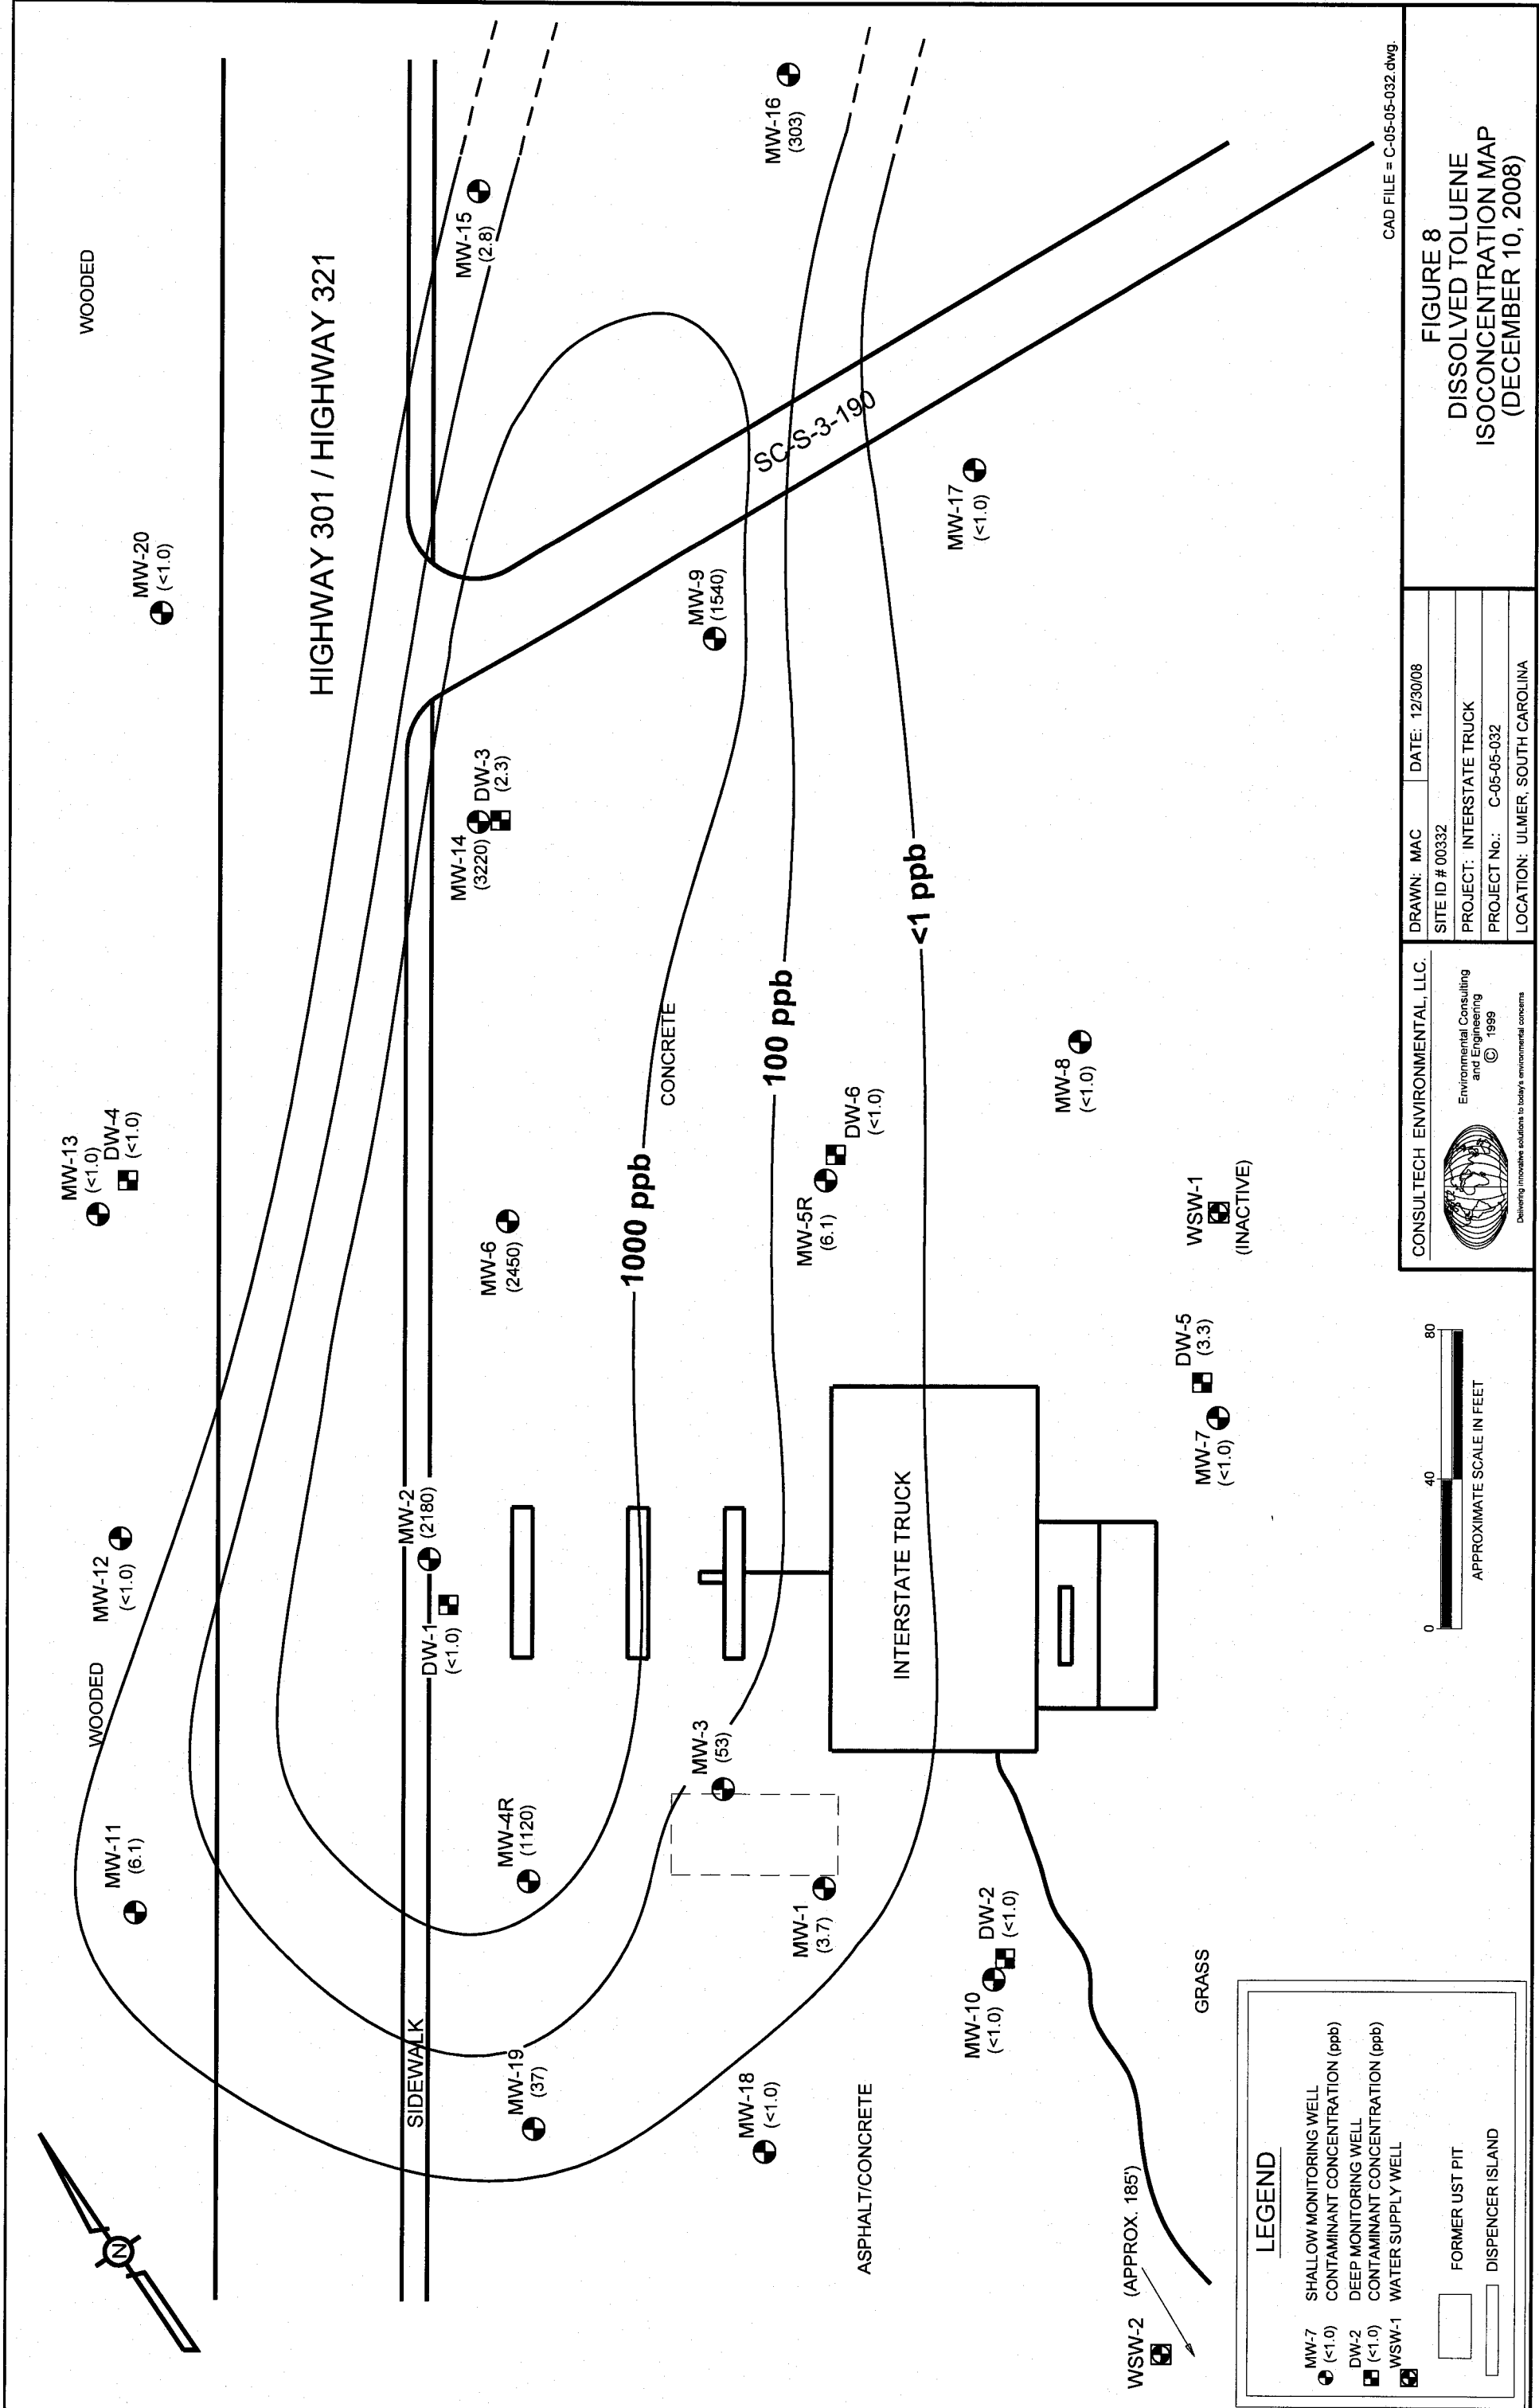 WOODED
WOODED
HIGHWAY 301 / HIGHWAY 321
MW-11
(6.1)
MW-12
(<1.0)
MW-13
(<1.0)
DW-4
(<1.0)
MW-20
(<1.0)
SIDEWALK
DW-1
(<1.0)
MW-2
(2180)
MW-19
(37)
MW-4R
(1120)
MW-6
(2450)
MW-14
(3220)
DW-3
(2.3)
MW-15
(2.8)
MW-16
(303)
MW-9
(1540)
SC-S-3-190
MW-17
(<1.0)
1000 ppb
CONCRETE
100 ppb
<1 ppb
MW-3
(53)
MW-1
(3.7)
MW-18
(<1.0)
MW-5R
(6.1)
DW-6
(<1.0)
MW-8
(<1.0)
INTERSTATE TRUCK
MW-10
(<1.0)
DW-2
(<1.0)
MW-7
(<1.0)
DW-5
(3.3)
WSW-1
(INACTIVE)
ASPHALT/CONCRETE
GRASS
WSW-2
(APPROX. 185')
N
LEGEND
MW-7 SHALLOW MONITORING WELL
(<1.0) CONTAMINANT CONCENTRATION (ppb)
DW-2 DEEP MONITORING WELL
(<1.0) CONTAMINANT CONCENTRATION (ppb)
WSW-1 WATER SUPPLY WELL
FORMER UST PIT
DISPENCER ISLAND
0 40 80
APPROXIMATE SCALE IN FEET
CONSULTECH ENVIRONMENTAL, LLC.
Environmental Consulting
and Engineering
© 1999
Delivering innovative solutions to today's environmental concerns
DRAWN: MAC DATE: 12/30/08
SITE ID # 00332
PROJECT: INTERSTATE TRUCK
PROJECT No.: C-05-05-032
LOCATION: ULMER, SOUTH CAROLINA
CAD FILE = C-05-05-032.dwg.
FIGURE 8
DISSOLVED TOLUENE
ISOCONCENTRATION MAP
(DECEMBER 10, 2008)